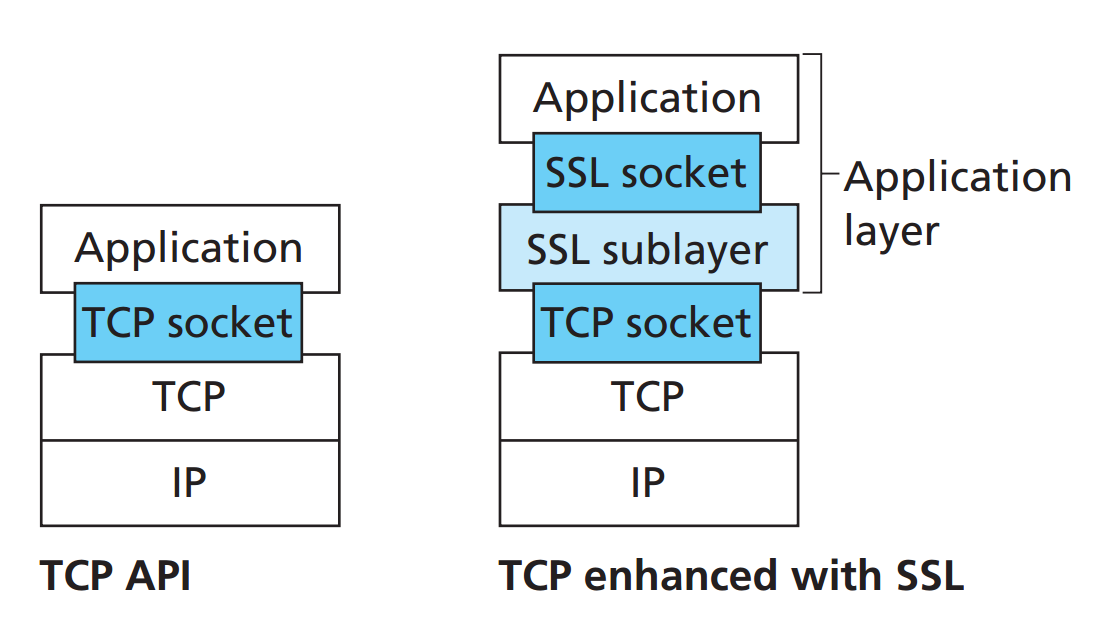 Application
TCP socket
TCP
IP
TCP API
Application
SSL socket
SSL sublayer
TCP socket
TCP
IP
TCP enhanced with SSL
Application
layer